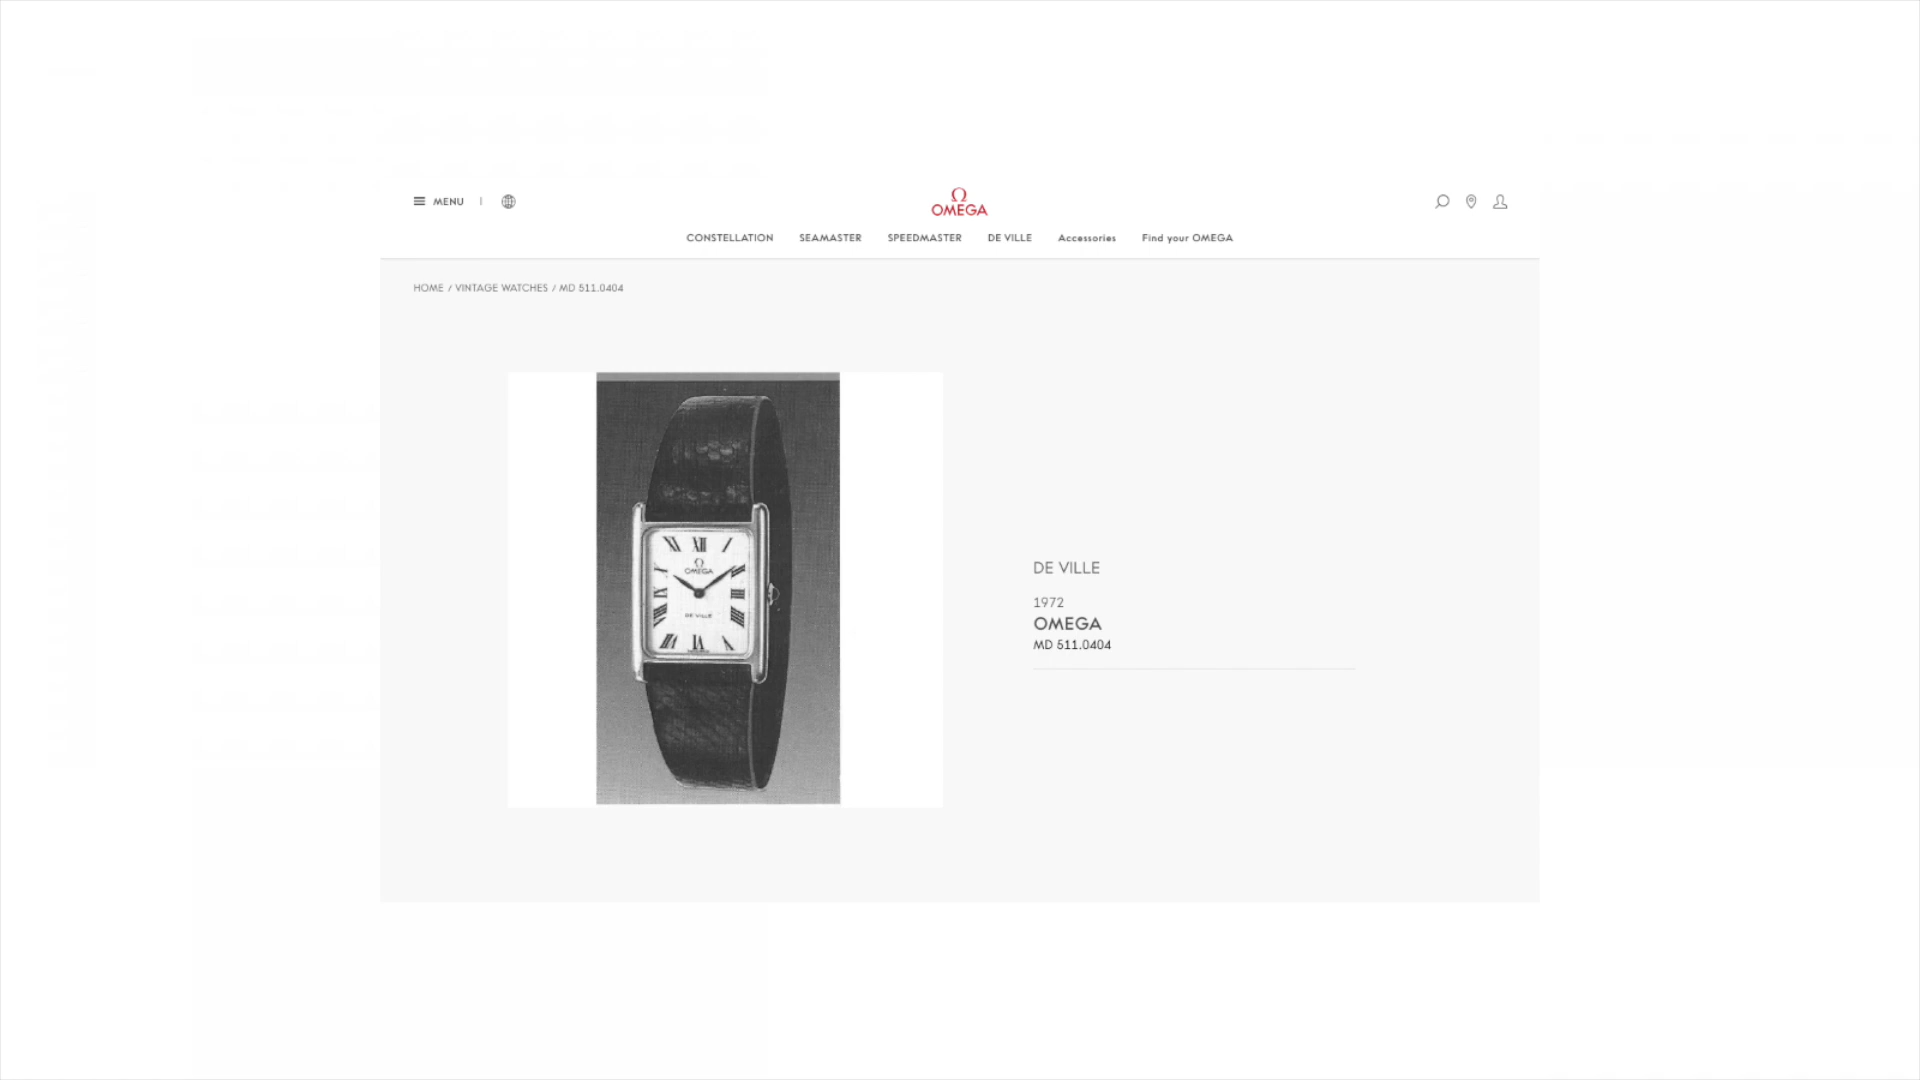 MENU |
Ω
OMEGA
CONSTELLATION SEAMASTER SPEEDMASTER DE VILLE Accessories Find your OMEGA
HOME / VINTAGE WATCHES / MD 511.0404
XII
Ω
OMEGA
DE VILLE
DE VILLE
1972
OMEGA
MD 511.0404